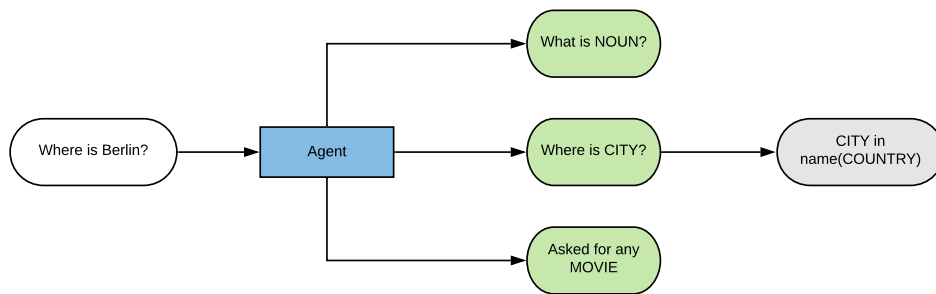 What is NOUN?
Where is Berlin?
Agent
Where is CITY?
CITY in
name(COUNTRY)
Asked for any
MOVIE